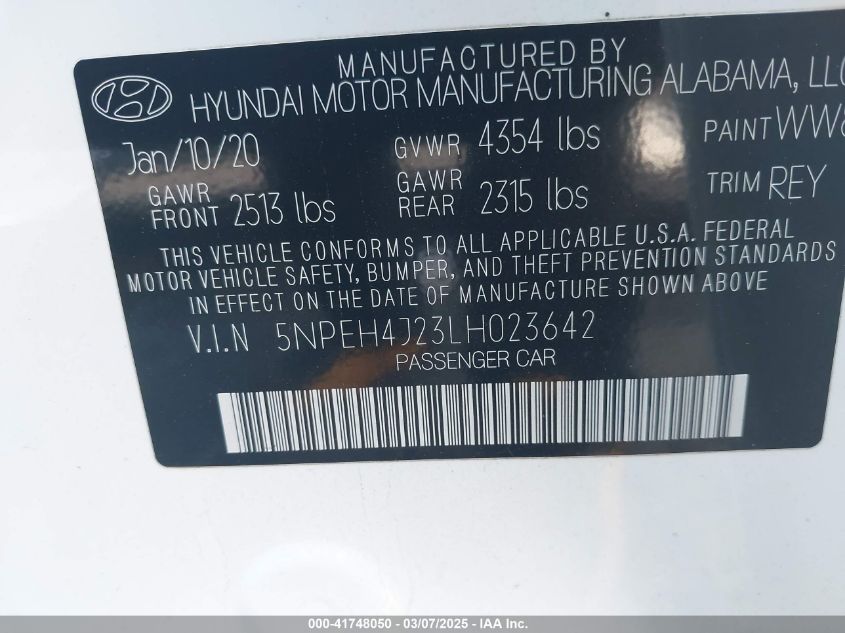 MANUFACTURED BY
HYUNDAI MOTOR MANUFACTURING ALABAMA, LLC
Jan/10/20 GVWR 4354 lbs PAINT WW8
GAWR FRONT 2513 lbs GAWR REAR 2315 lbs TRIM REY
THIS VEHICLE CONFORMS TO ALL APPLICABLE U.S.A. FEDERAL
MOTOR VEHICLE SAFETY, BUMPER, AND THEFT PREVENTION STANDARDS
IN EFFECT ON THE DATE OF MANUFACTURE SHOWN ABOVE
V.I.N 5NPEH4J23LH023642
PASSENGER CAR
000-41748050 - 03/07/2025 - IAA Inc.